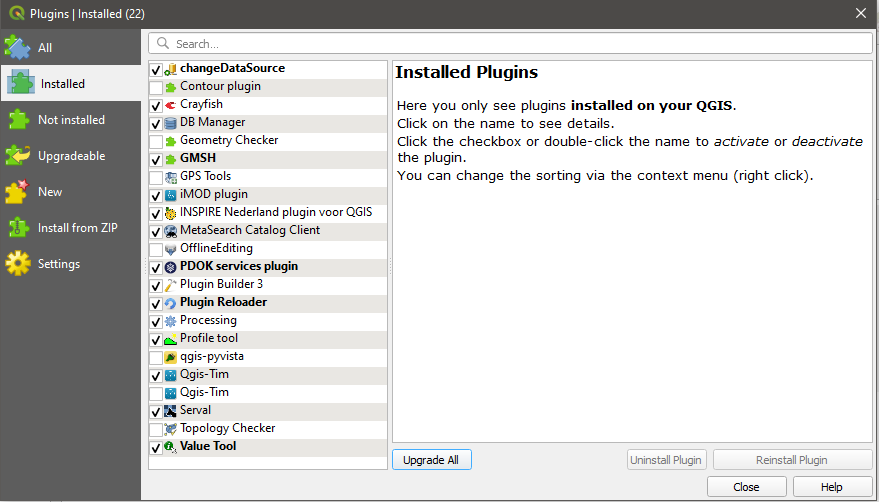 Plugins | Installed (22)
All
Installed
Not installed
Upgradeable
New
Install from ZIP
Settings
Search...
changeDataSource
Contour plugin
Crayfish
DB Manager
Geometry Checker
GMSH
GPS Tools
iMOD plugin
INSPIRE Nederland plugin voor QGIS
MetaSearch Catalog Client
OfflineEditing
PDOK services plugin
Plugin Builder 3
Plugin Reloader
Processing
Profile tool
qgis-pyvista
Qgis-Tim
Qgis-Tim
Serval
Topology Checker
Value Tool
Installed Plugins
Here you only see plugins installed on your QGIS.
Click on the name to see details.
Click the checkbox or double-click the name to activate or deactivate
the plugin.
You can change the sorting via the context menu (right click).
Upgrade All
Uninstall Plugin
Reinstall Plugin
Close
Help